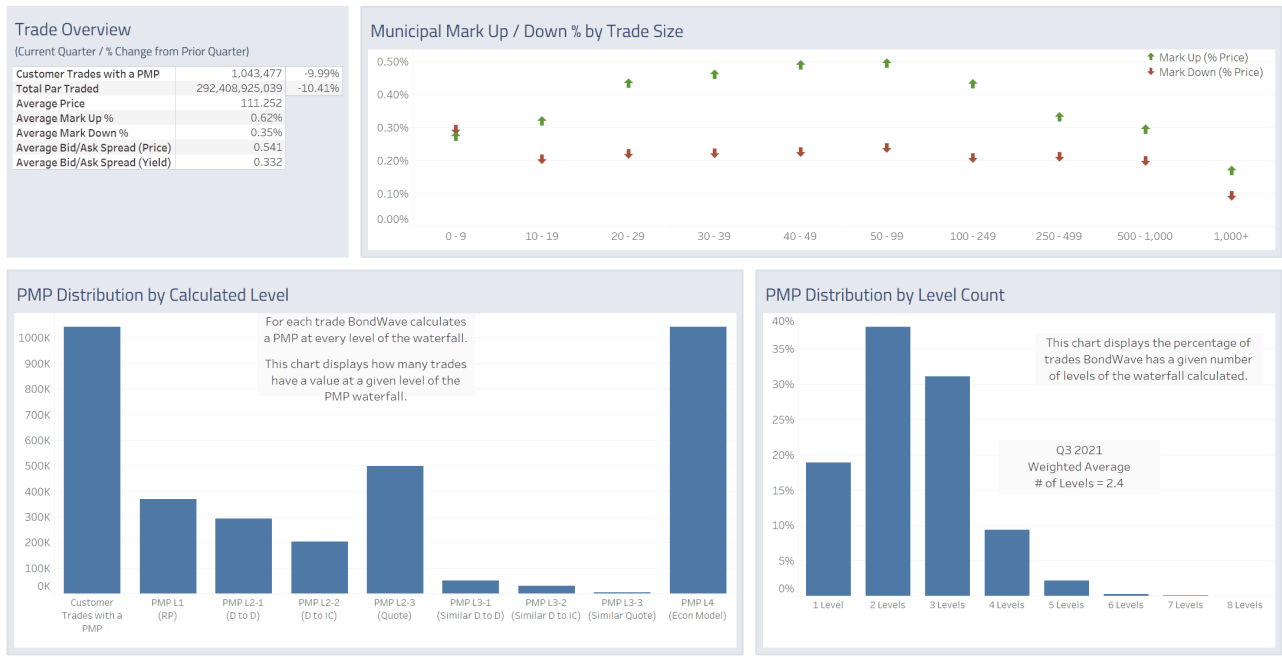 Trade Overview
(Current Quarter / % Change from Prior Quarter)
Customer Trades with a PMP 1,043,477 -9.99%
Total Par Traded 292,408,925,039 -10.41%
Average Price 111.252
Average Mark Up % 0.62%
Average Mark Down % 0.35%
Average Bid/Ask Spread (Price) 0.541
Average Bid/Ask Spread (Yield) 0.332
Municipal Mark Up / Down % by Trade Size
Mark Up (% Price)
Mark Down (% Price)
0.50%
0.40%
0.30%
0.20%
0.10%
0.00%
0 - 9 10 - 19 20 - 29 30 - 39 40 - 49 50 - 99 100 - 249 250 - 499 500 - 1,000 1,000+
PMP Distribution by Calculated Level
For each trade BondWave calculates
a PMP at every level of the waterfall.
This chart displays how many trades
have a value at a given level of the
PMP waterfall.
1000K
900K
800K
700K
600K
500K
400K
300K
200K
100K
0K
Customer PMP L1 PMP L2-1 PMP L2-2 PMP L2-3 PMP L3-1 PMP L3-2 PMP L3-3 PMP L4
Trades with a (RP) (D to D) (D to IC) (Quote) (Similar D to D) (Similar D to IC) (Similar Quote) (Econ Model)
PMP
PMP Distribution by Level Count
This chart displays the percentage of
trades BondWave has a given number
of levels of the waterfall calculated.
Q3 2021
Weighted Average
# of Levels = 2.4
40%
35%
30%
25%
20%
15%
10%
5%
0%
1 Level 2 Levels 3 Levels 4 Levels 5 Levels 6 Levels 7 Levels 8 Levels